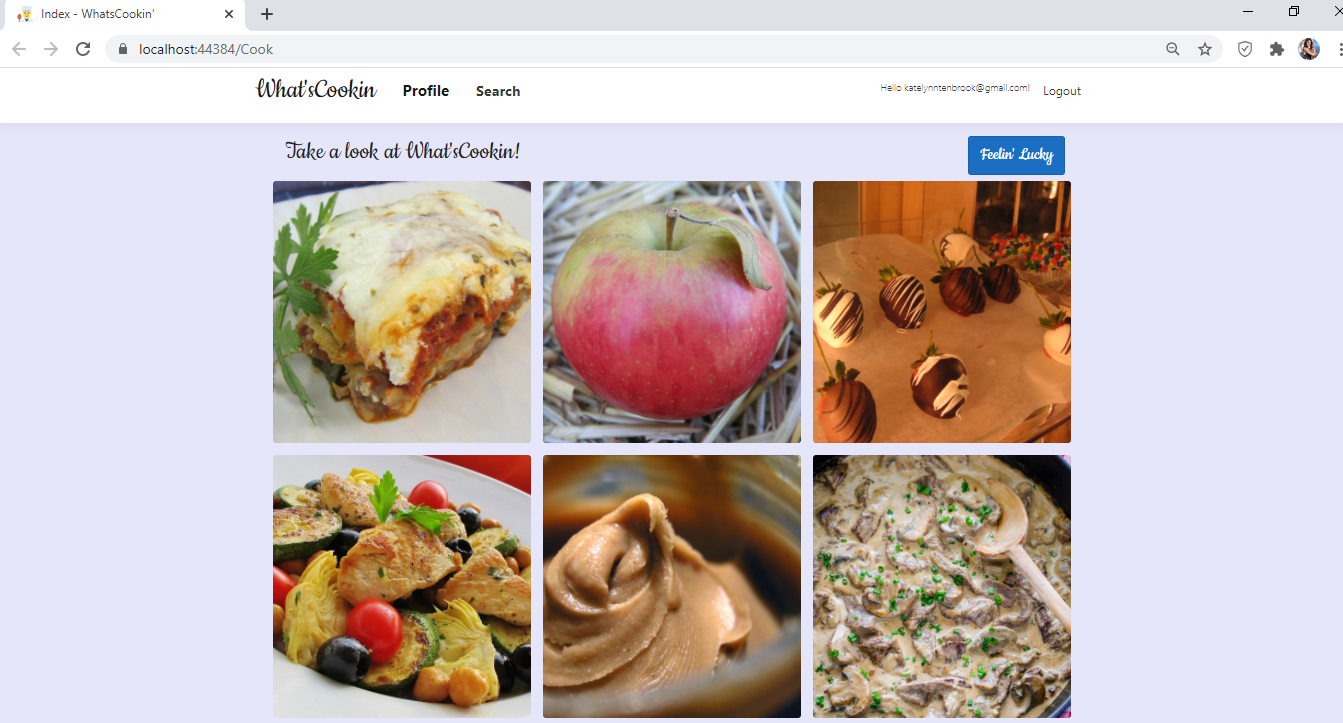 Index - WhatsCookin'
localhost:44384/Cook
What'sCookin Profile Search Hello katelynntenbrook@gmail.com! Logout
Take a look at What'sCookin! Feelin' Lucky